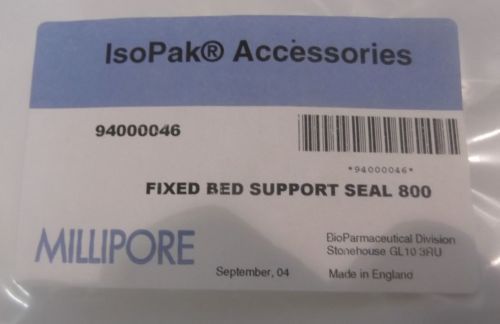 IsoPak® Accessories
94000046
*94000046*
FIXED BED SUPPORT SEAL 800
MILLIPORE
BioParmaceutical Division
Stonehouse GL10 3RU
September, 04
Made in England